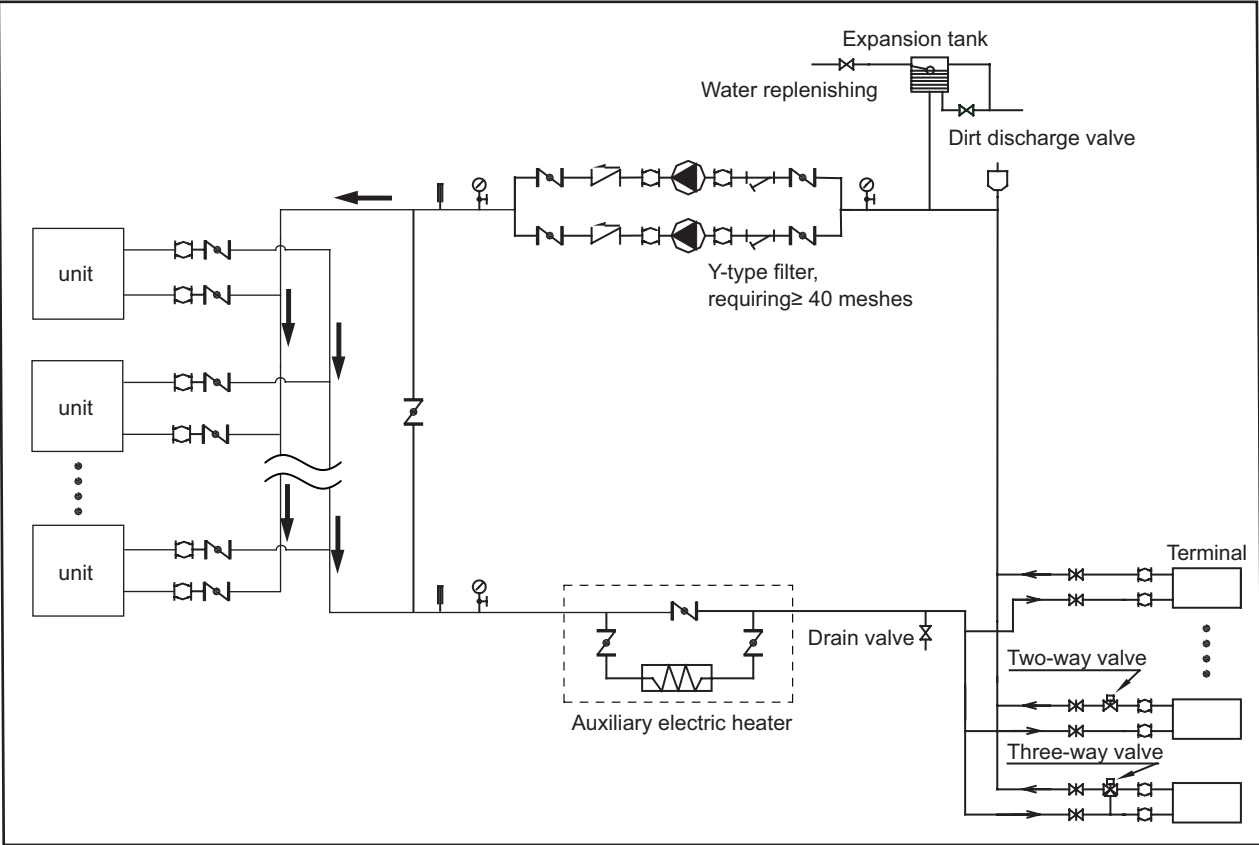 Expansion tank
Water replenishing
Dirt discharge valve
Y-type filter,
requiring≥ 40 meshes
unit
unit
unit
Terminal
Drain valve
Two-way valve
Auxiliary electric heater
Three-way valve